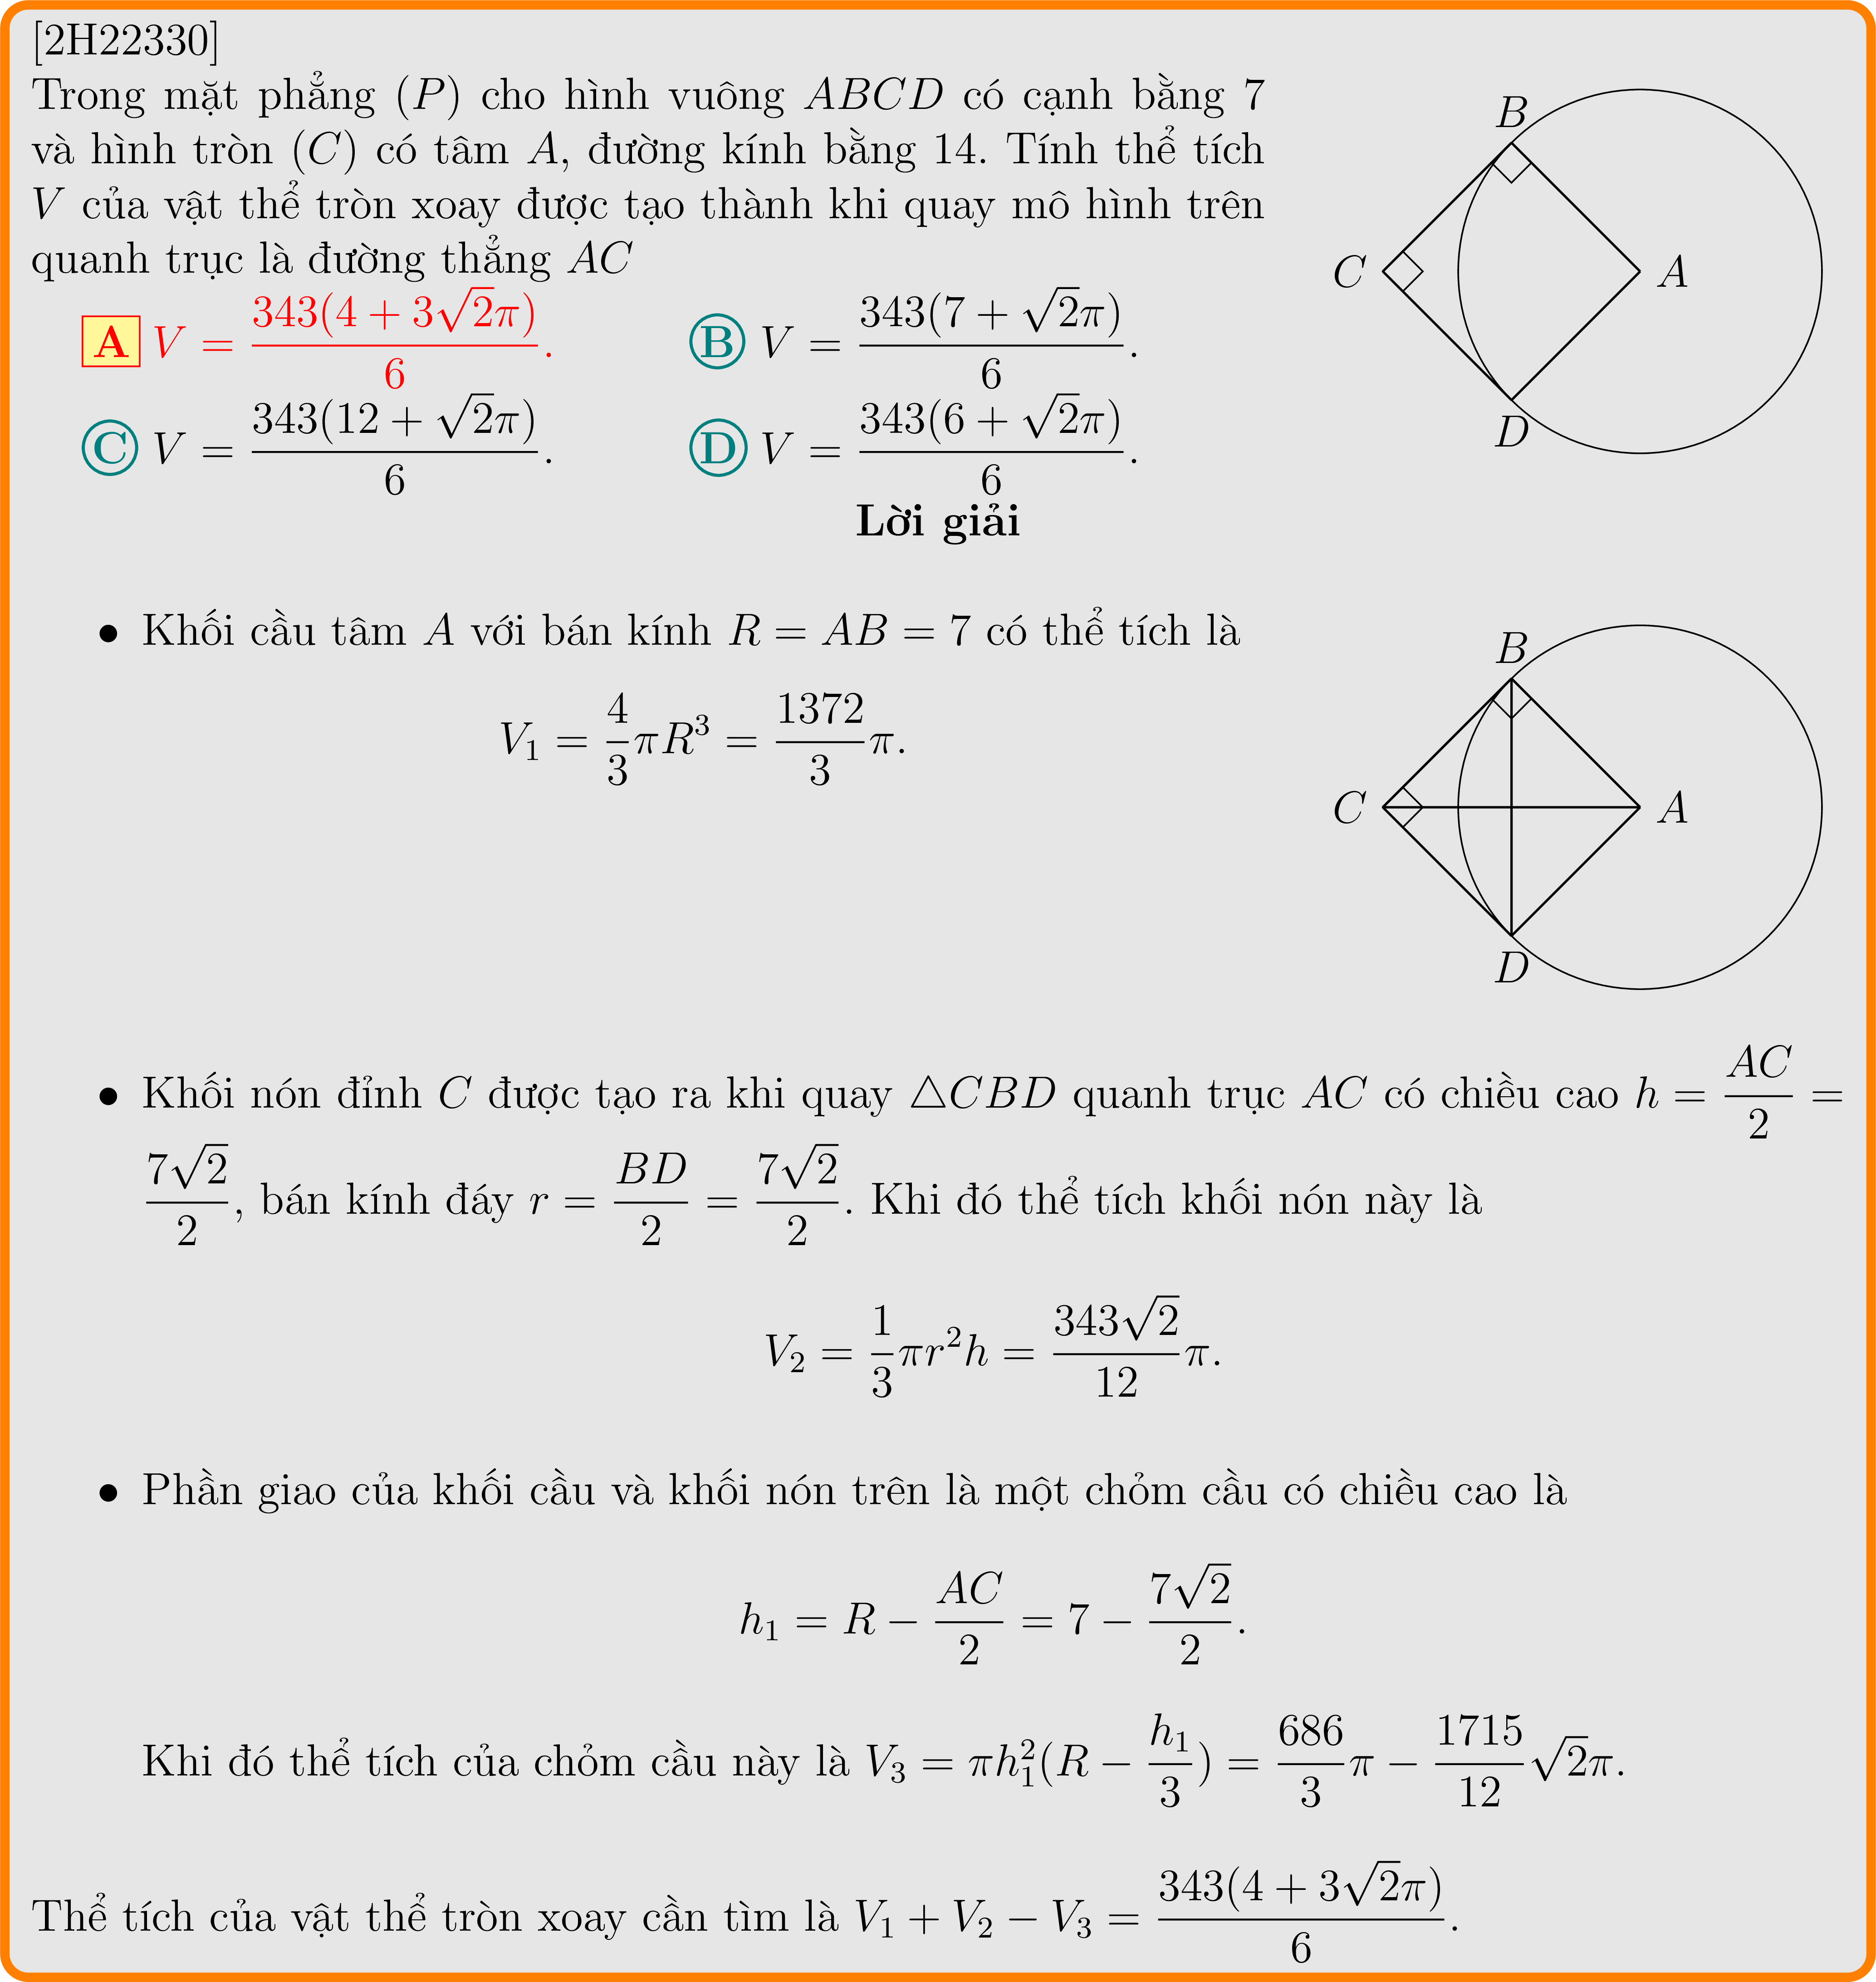 [2H22330]
Trong mặt phẳng (P) cho hình vuông ABCD có cạnh bằng 7
và hình tròn (C) có tâm A, đường kính bằng 14. Tính thể tích
V của vật thể tròn xoay được tạo thành khi quay mô hình trên
quanh trục là đường thẳng AC
A V = \frac{343(4 + 3\sqrt{2}\pi)}{6}. B V = \frac{343(7 + \sqrt{2}\pi)}{6}.
C V = \frac{343(12 + \sqrt{2}\pi)}{6}. D V = \frac{343(6 + \sqrt{2}\pi)}{6}.
B
C
A
D
Lời giải
• Khối cầu tâm A với bán kính R = AB = 7 có thể tích là
V_1 = \frac{4}{3}\pi R^3 = \frac{1372}{3}\pi.
B
C
A
D
• Khối nón đỉnh C được tạo ra khi quay △CBD quanh trục AC có chiều cao h = \frac{AC}{2} =
\frac{7\sqrt{2}}{2}, bán kính đáy r = \frac{BD}{2} = \frac{7\sqrt{2}}{2}. Khi đó thể tích khối nón này là
V_2 = \frac{1}{3}\pi r^2 h = \frac{343\sqrt{2}}{12}\pi.
• Phần giao của khối cầu và khối nón trên là một chỏm cầu có chiều cao là
h_1 = R - \frac{AC}{2} = 7 - \frac{7\sqrt{2}}{2}.
Khi đó thể tích của chỏm cầu này là V_3 = \pi h_1^2(R - \frac{h_1}{3}) = \frac{686}{3}\pi - \frac{1715}{12}\sqrt{2}\pi.
Thể tích của vật thể tròn xoay cần tìm là V_1 + V_2 - V_3 = \frac{343(4 + 3\sqrt{2}\pi)}{6}.